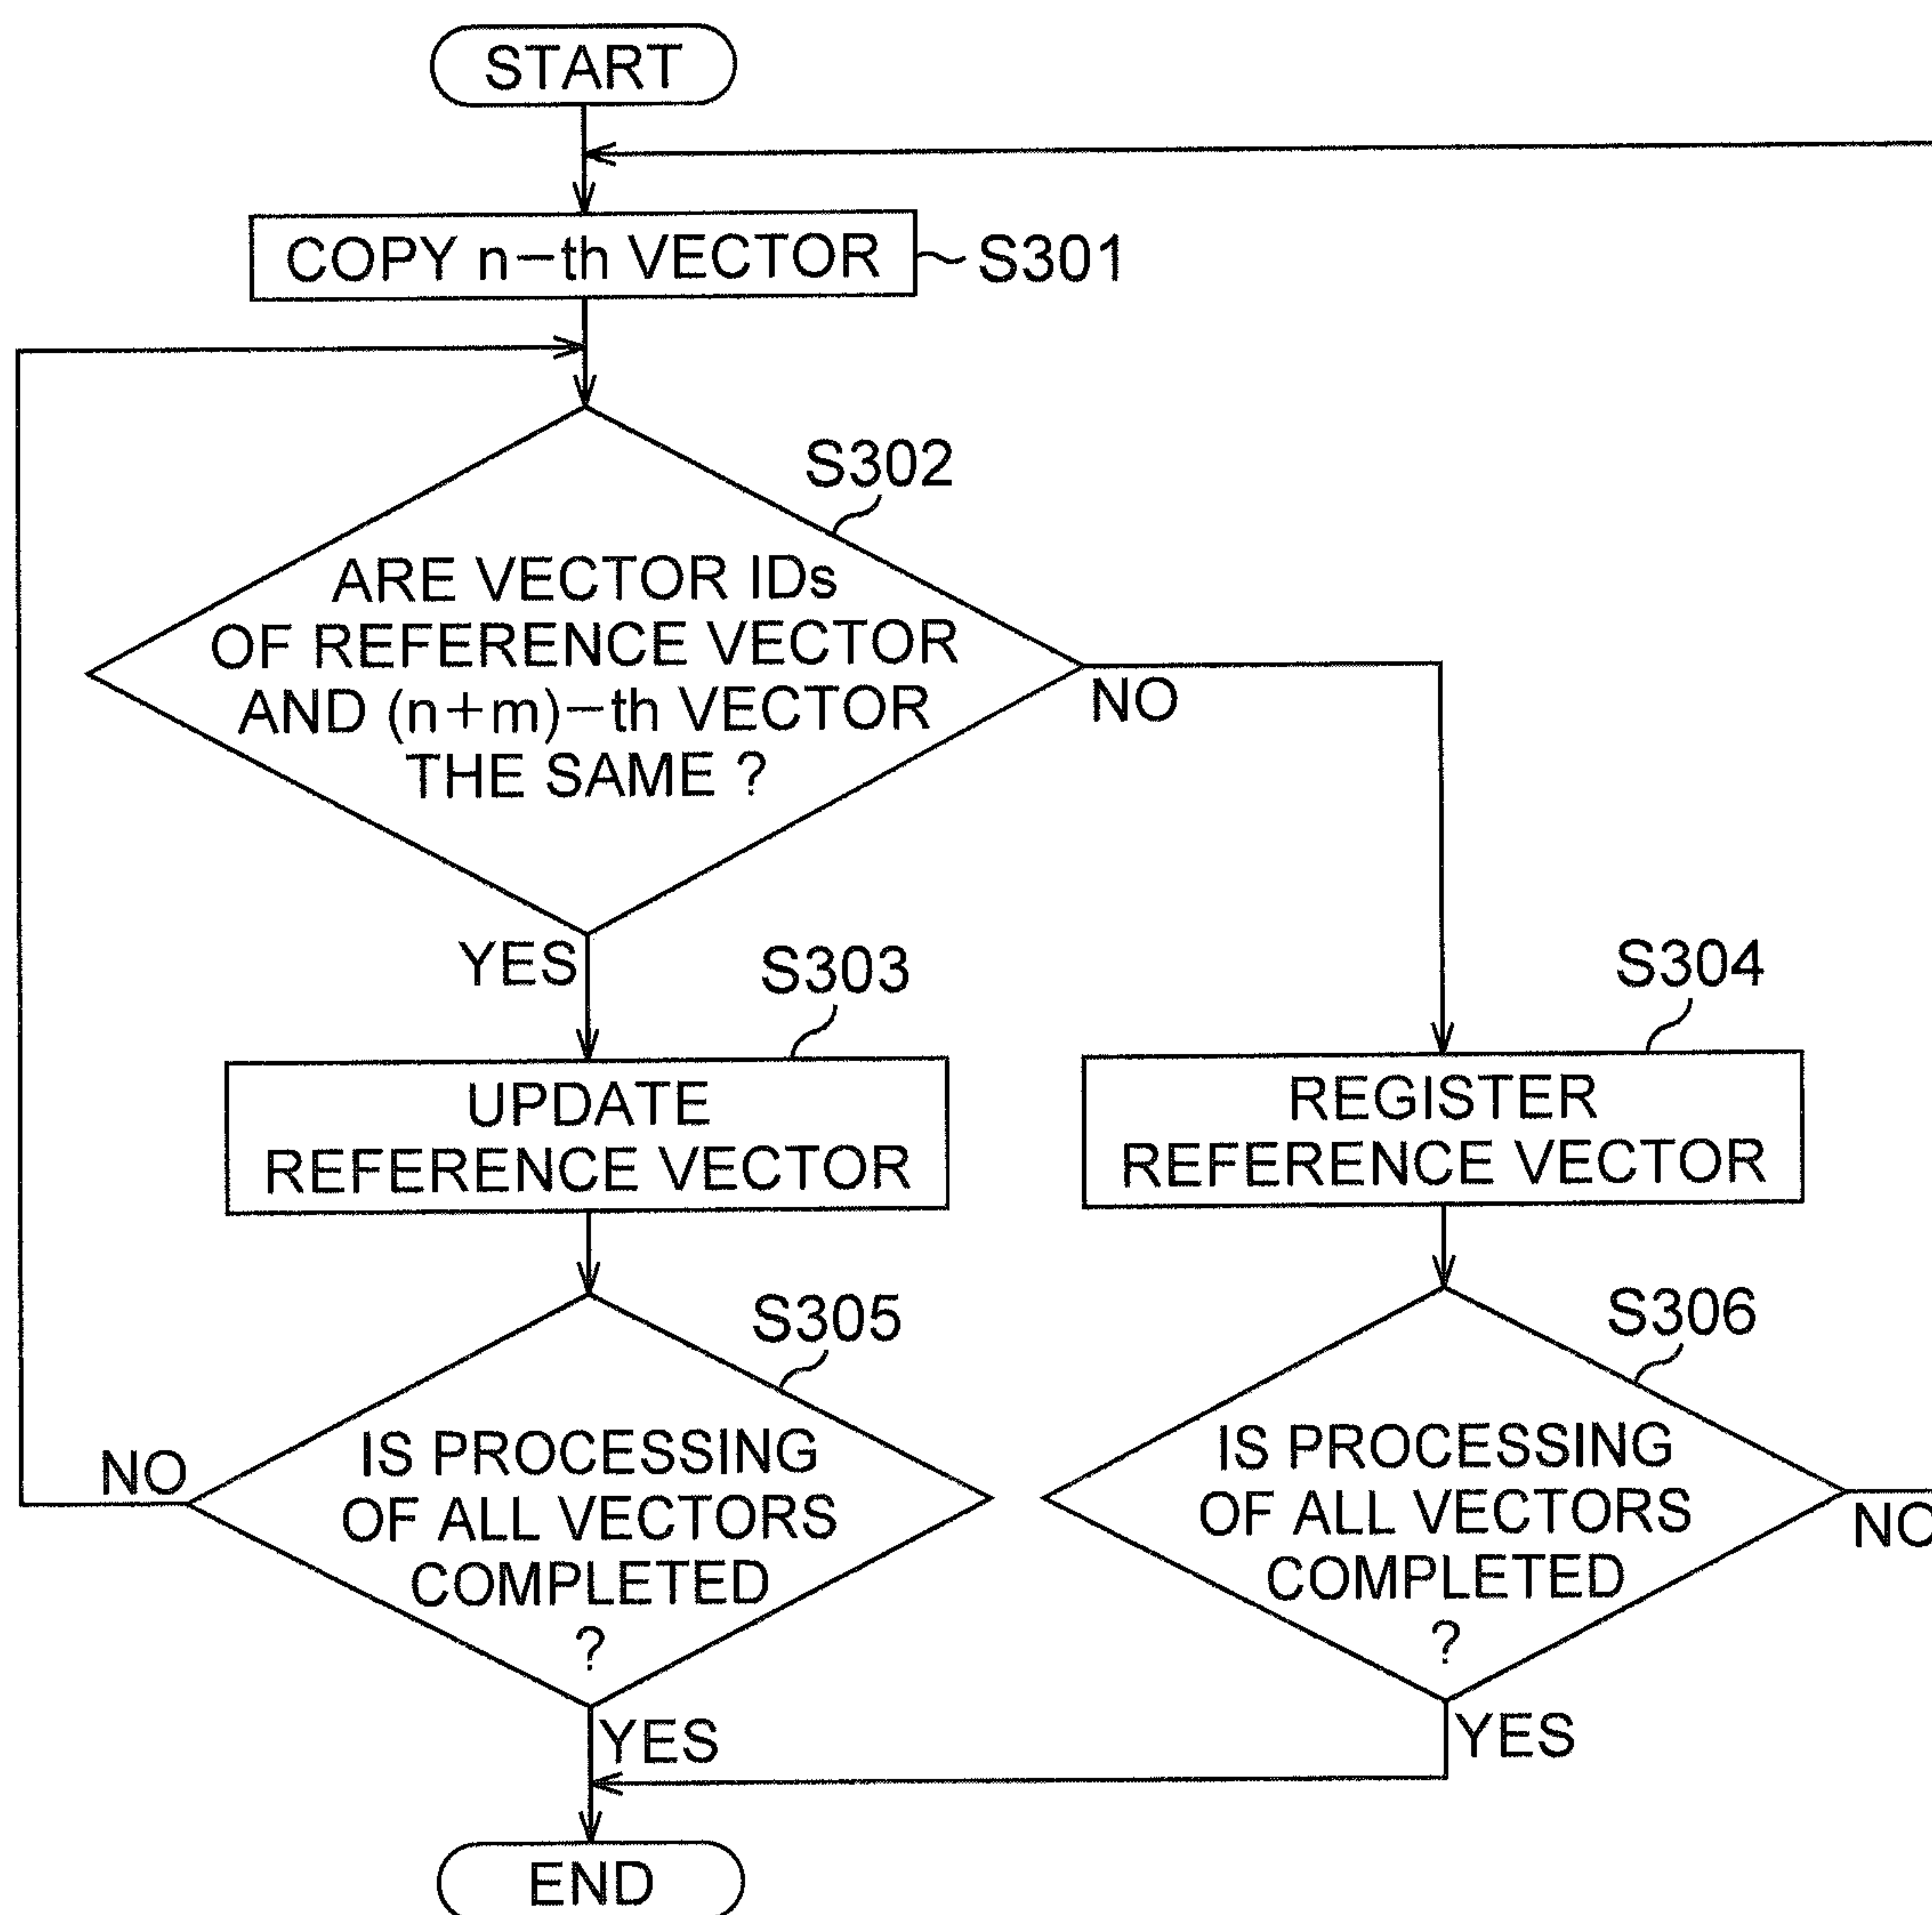 START
COPY n-th VECTOR
S301
S302
ARE VECTOR IDs
OF REFERENCE VECTOR
AND (n+m)-th VECTOR
THE SAME ?
NO
YES
S303
S304
UPDATE
REFERENCE VECTOR
REGISTER
REFERENCE VECTOR
S305
S306
NO
IS PROCESSING
OF ALL VECTORS
COMPLETED
?
IS PROCESSING
OF ALL VECTORS
COMPLETED
?
NO
YES
YES
END